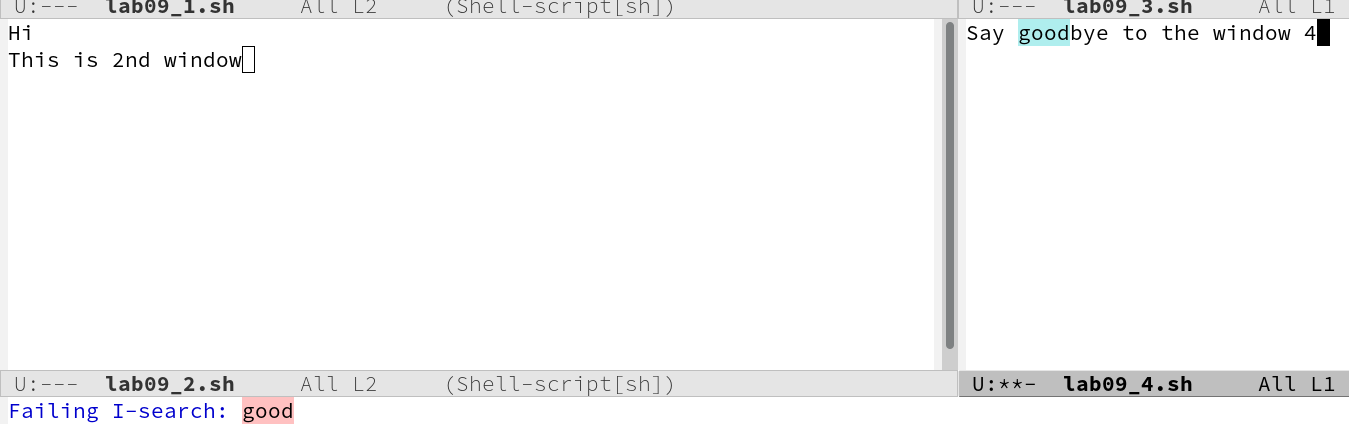 U:--- lab09_1.sh All L2 (Shell-script[sh])
U:--- lab09_3.sh All L1
Hi
This is 2nd window
Say goodbye to the window 4
U:--- lab09_2.sh All L2 (Shell-script[sh])
U:**- lab09_4.sh All L1
Failing I-search: good